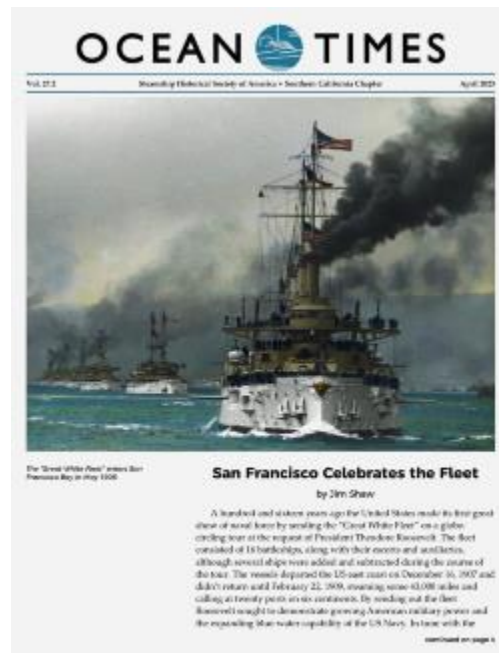 OCEAN TIMES
Vol. 27.2 Steamship Historical Society of America • Southern California Chapter April 2023
The "Great White Fleet" enters San
Francisco Bay in May 1908
San Francisco Celebrates the Fleet
by Jim Shaw
A hundred and sixteen years ago the United States made its first great
show of naval force by sending the "Great White Fleet" on a globe
circling tour at the request of President Theodore Roosevelt. The fleet
consisted of 16 battleships, along with their escorts and auxiliaries,
although several ships were added and subtracted during the course of
the tour. The vessels departed the US east coast on December 16, 1907 and
didn't return until February 22, 1909, steaming some 43,000 miles and
calling at twenty ports on six continents. By sending out the fleet
Roosevelt sought to demonstrate growing American military power and
the expanding blue water capability of the US Navy. In tune with the
continued on page